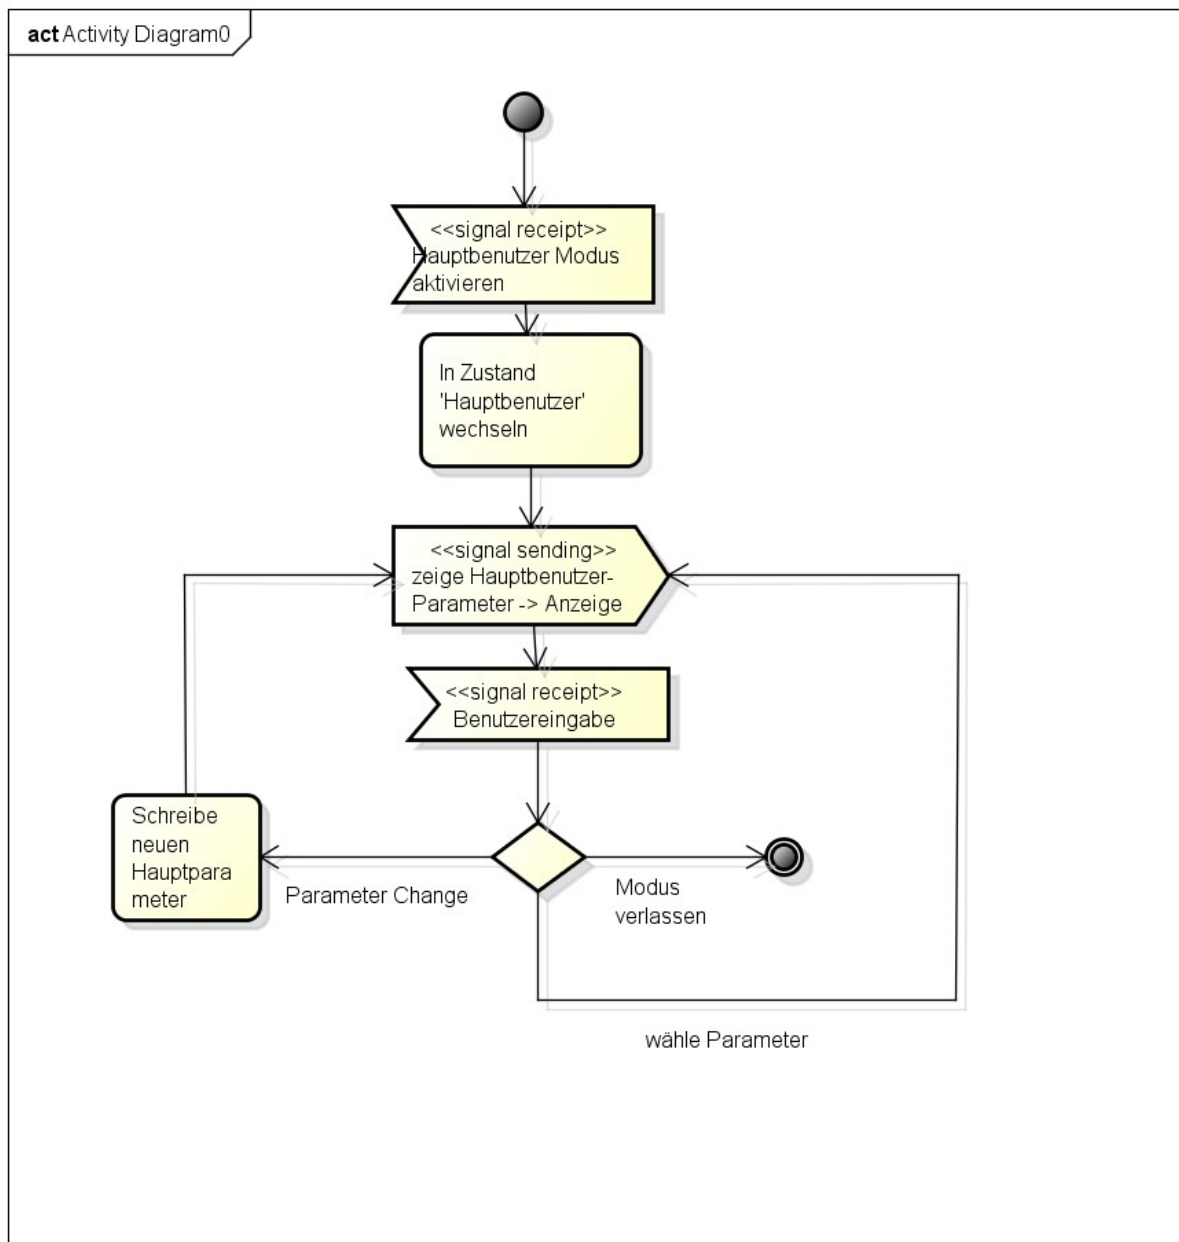 act Activity Diagram0
<<signal receipt>>
Hauptbenutzer Modus
aktivieren
In Zustand
'Hauptbenutzer'
wechseln
<<signal sending>>
zeige Hauptbenutzer-
Parameter -> Anzeige
<<signal receipt>>
Benutzereingabe
Schreibe
neuen
Hauptpara
meter
Parameter Change
Modus
verlassen
wähle Parameter